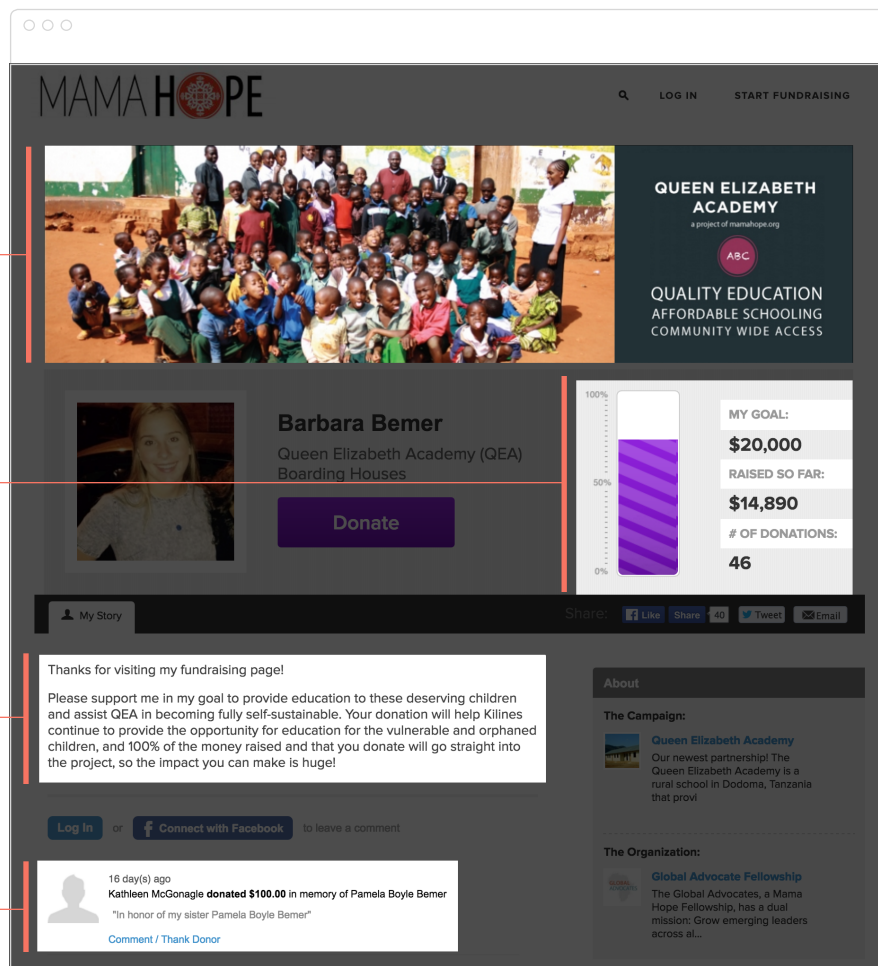 MAMA HOPE
LOG IN
START FUNDRAISING
QUEEN ELIZABETH
ACADEMY
a project of mamahope.org
ABC
QUALITY EDUCATION
AFFORDABLE SCHOOLING
COMMUNITY WIDE ACCESS
Barbara Bemer
Queen Elizabeth Academy (QEA)
Boarding Houses
Donate
100%
50%
0%
MY GOAL:
$20,000
RAISED SO FAR:
$14,890
# OF DONATIONS:
46
My Story
Share:
Like
Share
40
Tweet
Email
Thanks for visiting my fundraising page!
Please support me in my goal to provide education to these deserving children
and assist QEA in becoming fully self-sustainable. Your donation will help Kilines
continue to provide the opportunity for education for the vulnerable and orphaned
children, and 100% of the money raised and that you donate will go straight into
the project, so the impact you can make is huge!
Log In or Connect with Facebook to leave a comment
16 day(s) ago
Kathleen McGonagle donated $100.00 in memory of Pamela Boyle Bemer
"In honor of my sister Pamela Boyle Bemer"
Comment / Thank Donor
About
The Campaign:
Queen Elizabeth Academy
Our newest partnership! The
Queen Elizabeth Academy is a
rural school in Dodoma, Tanzania
that provi
The Organization:
GLOBAL
ADVOCATES
Global Advocate Fellowship
The Global Advocates, a Mama
Hope Fellowship, has a dual
mission: Grow emerging leaders
across al...